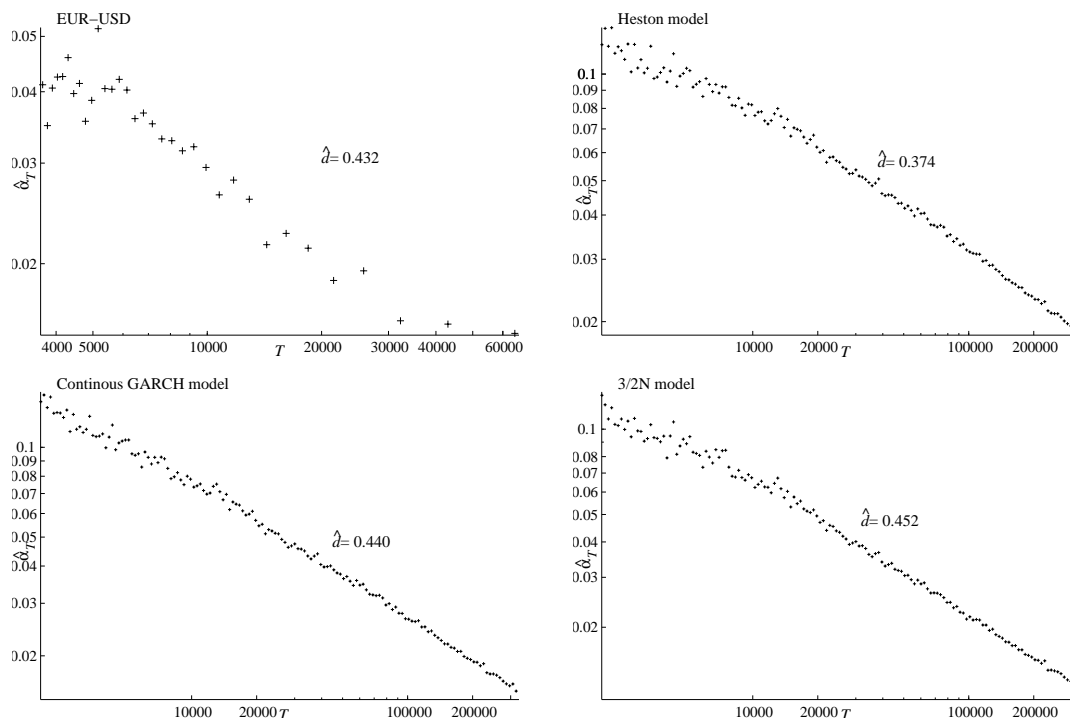 EUR−USD
0.05
0.04
0.03
0.02
α̂T
d̂= 0.432
4000 5000 10000 20000 30000 40000 60000
T
Heston model
0.1
0.09
0.08
0.07
0.06
0.05
0.04
0.03
0.02
α̂T
d̂= 0.374
10000 20000 100000 200000
T
Continous GARCH model
0.1
0.09
0.08
0.07
0.06
0.05
0.04
0.03
0.02
α̂T
d̂= 0.440
10000 20000 100000 200000
T
3/2N model
0.1
0.08
0.07
0.06
0.05
0.04
0.03
0.02
α̂T
d̂= 0.452
10000 20000 100000 200000
T